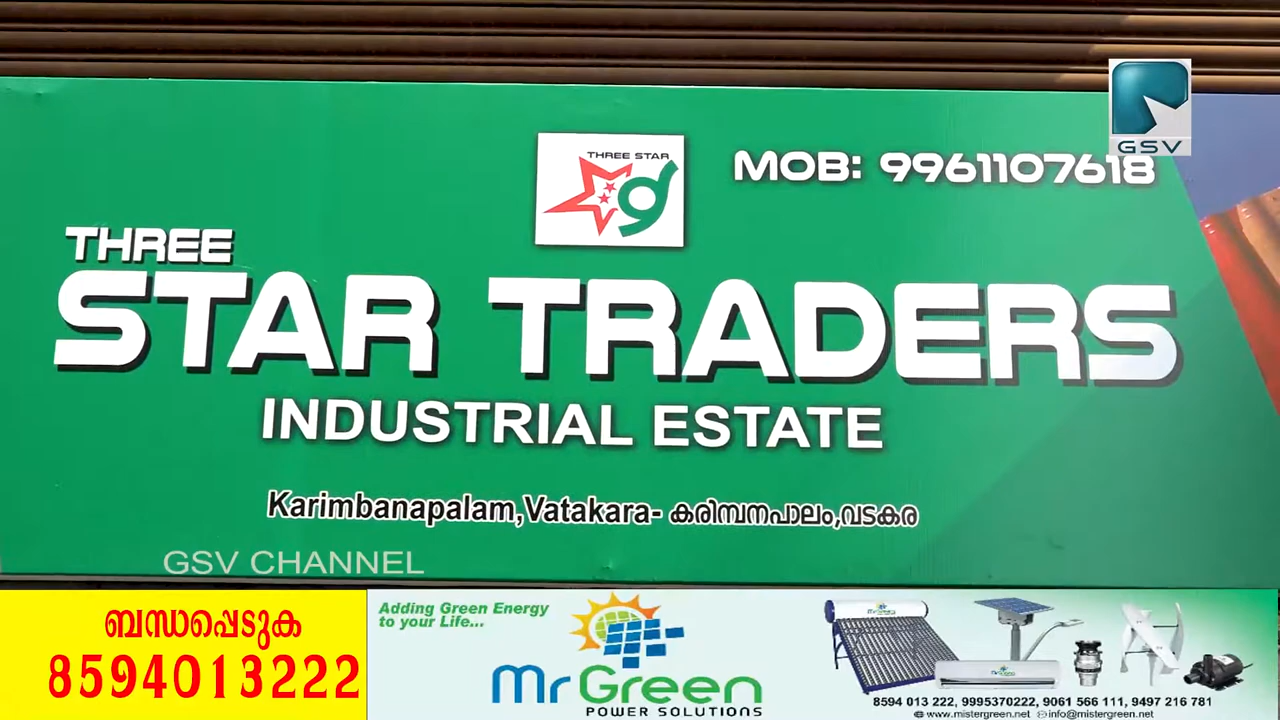 GSV
THREE STAR
MOB: 9961107618
THREE
STAR TRADERS
INDUSTRIAL ESTATE
Karimbanapalam,Vatakara- കരിമ്പനപാലം,വടകര
GSV CHANNEL
ബന്ധപ്പെടുക
8594013222
Adding Green Energy
to your Life...
Mr Green
POWER SOLUTIONS
8594 013 222, 9995370222, 9061 566 111, 9497 216 781
www.mistergreen.net info@mistergreen.net